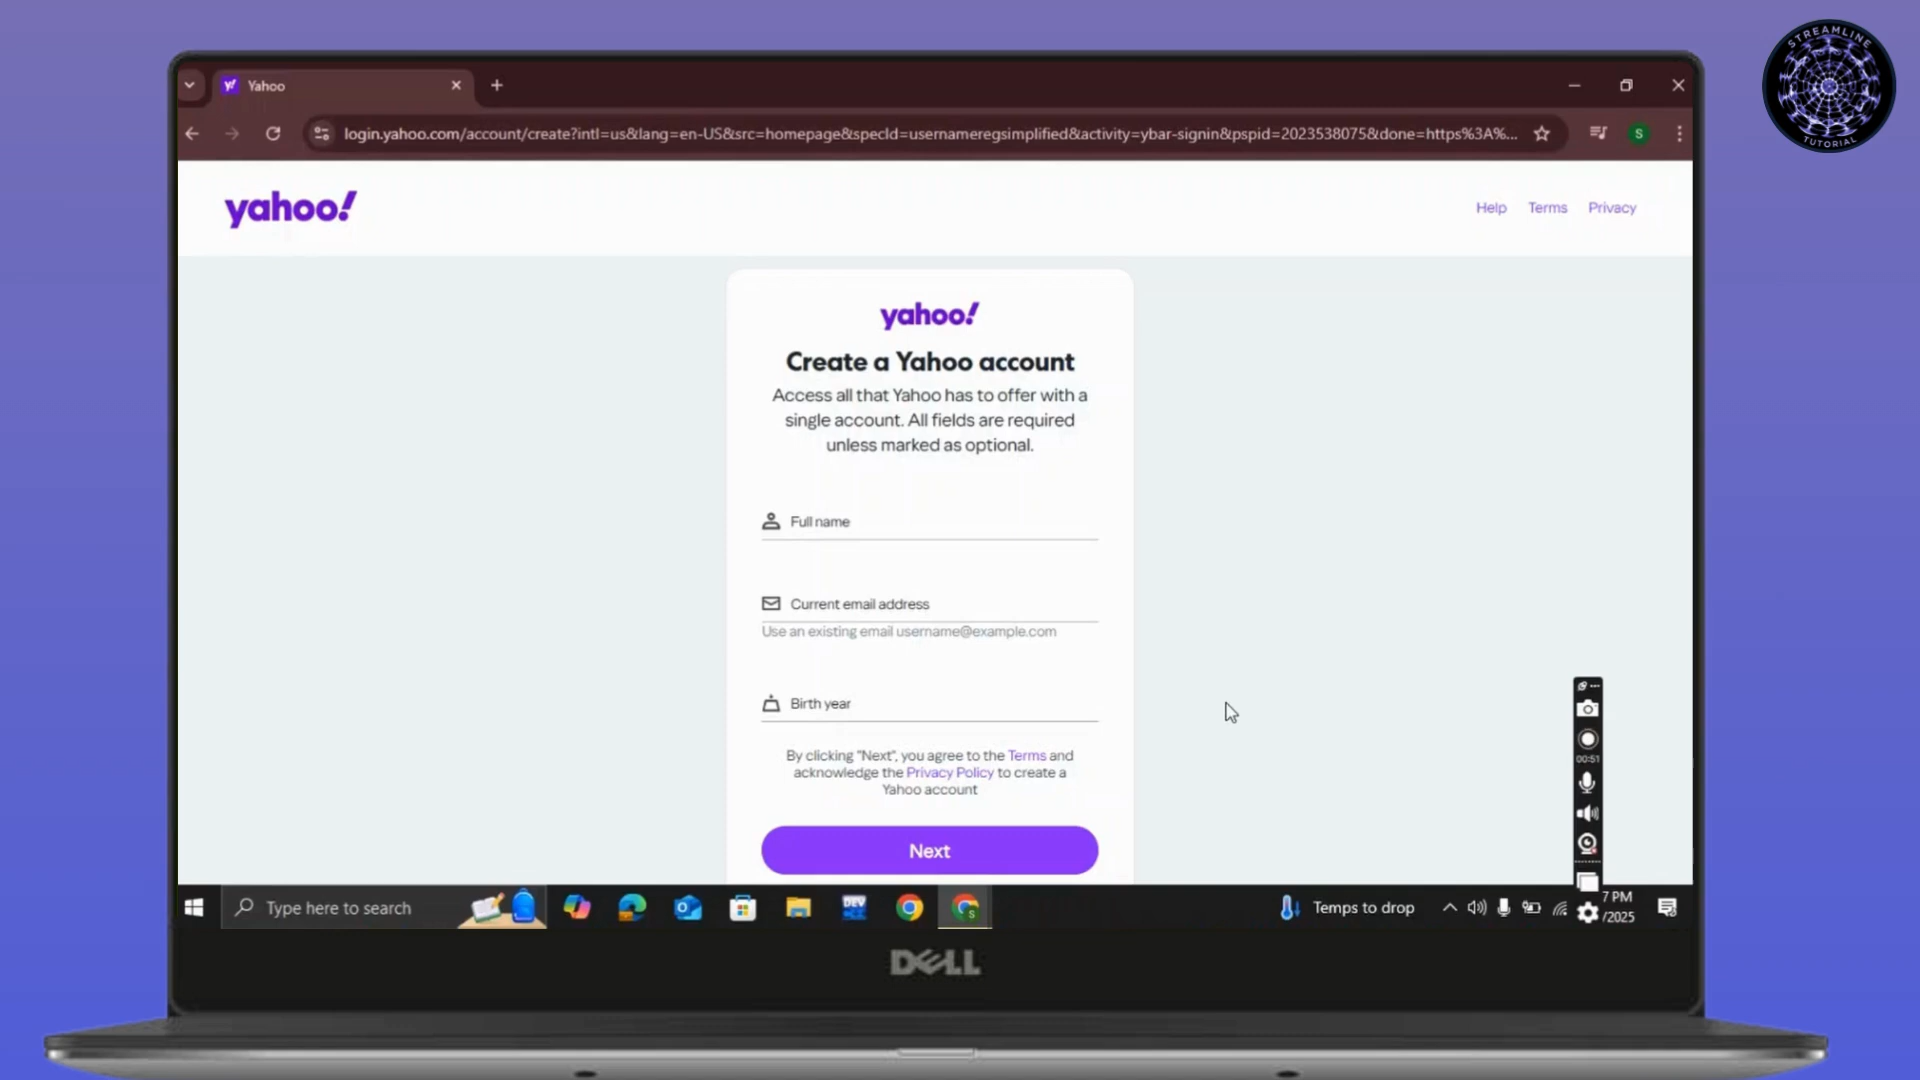 STREAMLINE
TUTORIAL
Yahoo
login.yahoo.com/account/create?intl=us&lang=en-US&src=homepage&specId=usernameregsimplified&activity=ybar-signin&pspid=2023538075&done=https%3A%...
S
yahoo!
Help Terms Privacy
yahoo!
Create a Yahoo account
Access all that Yahoo has to offer with a
single account. All fields are required
unless marked as optional.
Full name
Current email address
Use an existing email username@example.com
Birth year
By clicking "Next", you agree to the Terms and
acknowledge the Privacy Policy to create a
Yahoo account
Next
00:51
Type here to search
DEV
S
Temps to drop
7 PM
/2025
DELL